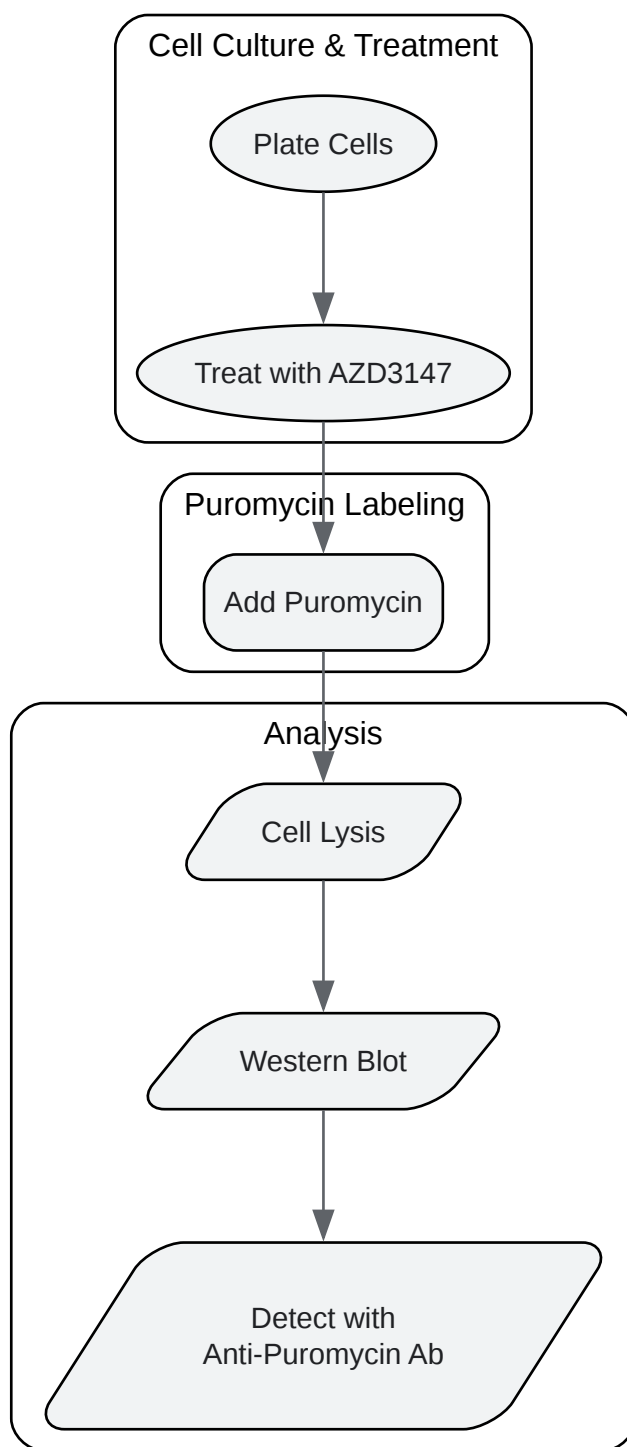 Cell Culture & Treatment
Plate Cells
Treat with AZD3147
Puromycin Labeling
Add Puromycin
Analysis
Cell Lysis
Western Blot
Detect with
Anti-Puromycin Ab